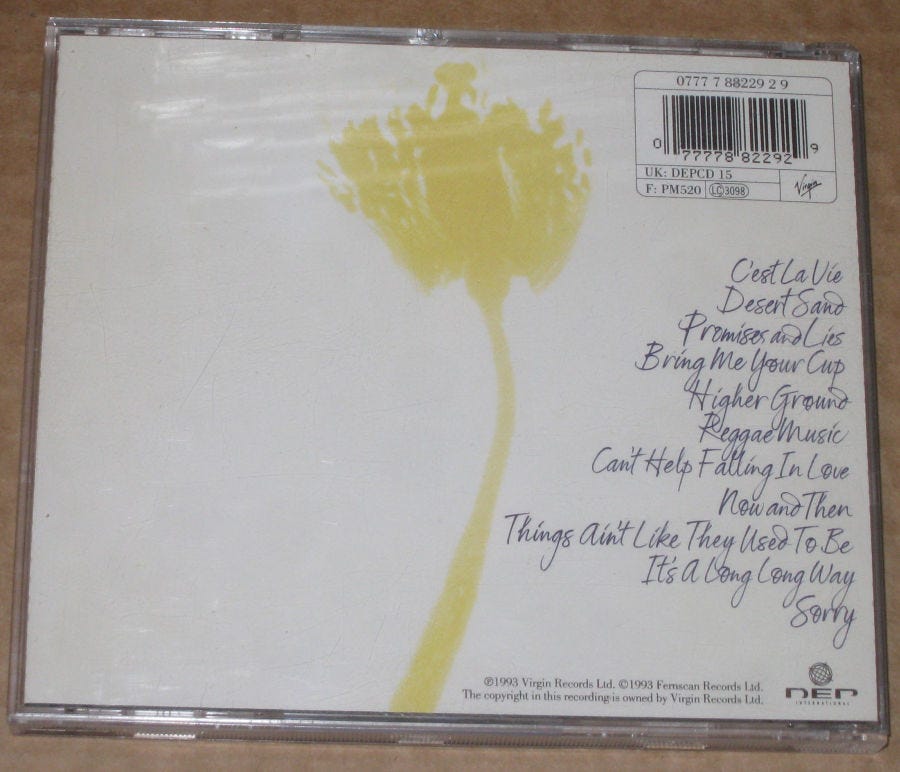 0777 7 88229 2 9
0 77778 82292 9
UK: DEPCD 15
F: PM520 LC 3098 Virgin
C'est La Vie
Desert Sand
Promises and Lies
Bring Me Your Cup
Higher Ground
Reggae Music
Can't Help Falling In Love
Now and Then
Things Ain't Like They Used To Be
It's A Long Long Way
Sorry
℗1993 Virgin Records Ltd. ©1993 Fernscan Records Ltd.
The copyright in this recording is owned by Virgin Records Ltd.
DEP
INTERNATIONAL